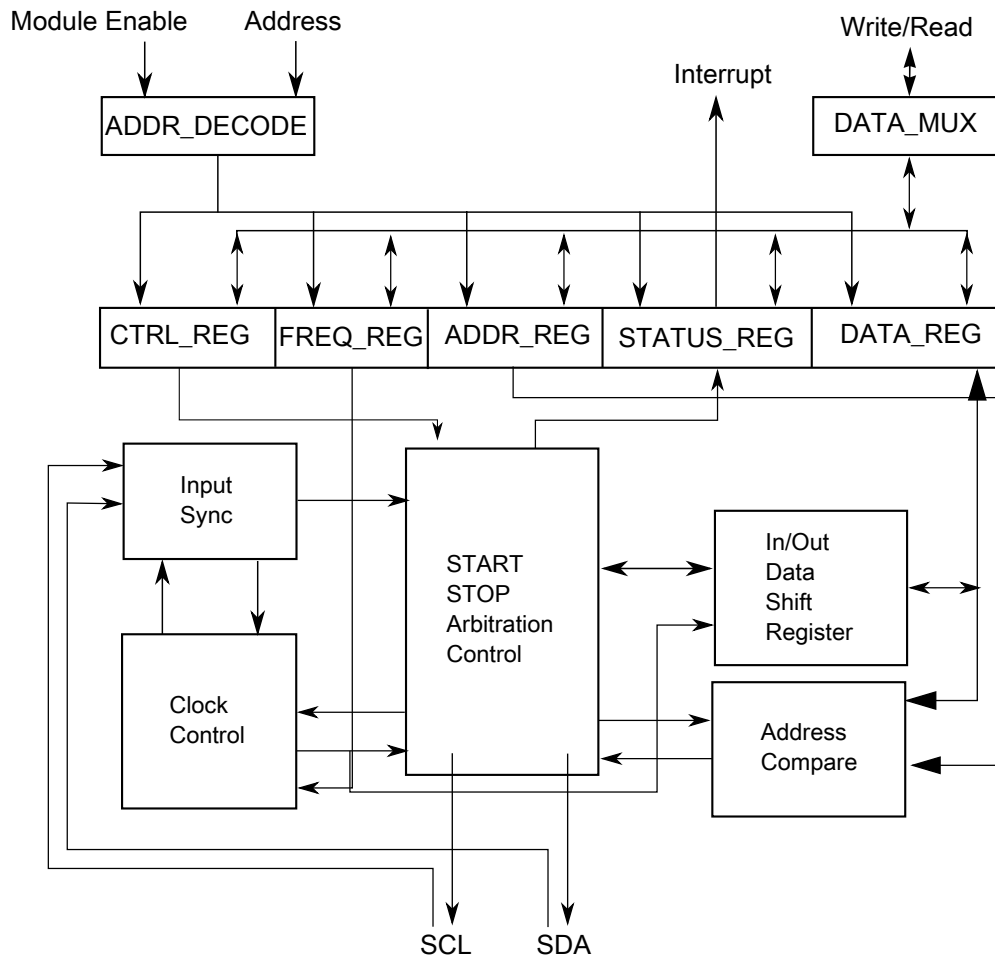 Module Enable
Address
Write/Read
Interrupt
ADDR_DECODE
DATA_MUX
CTRL_REG
FREQ_REG
ADDR_REG
STATUS_REG
DATA_REG
Input
Sync
START
STOP
Arbitration
Control
In/Out
Data
Shift
Register
Clock
Control
Address
Compare
SCL
SDA